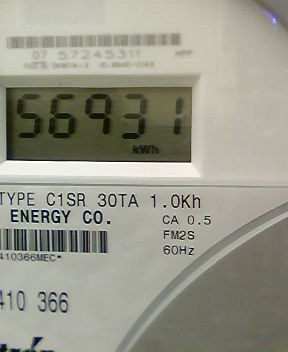 07 57245311
56931
kWh
TYPE C1SR 30TA 1.0Kh
ENERGY CO.
CA 0.5
FM2S
60Hz
410366MEC*
410 366